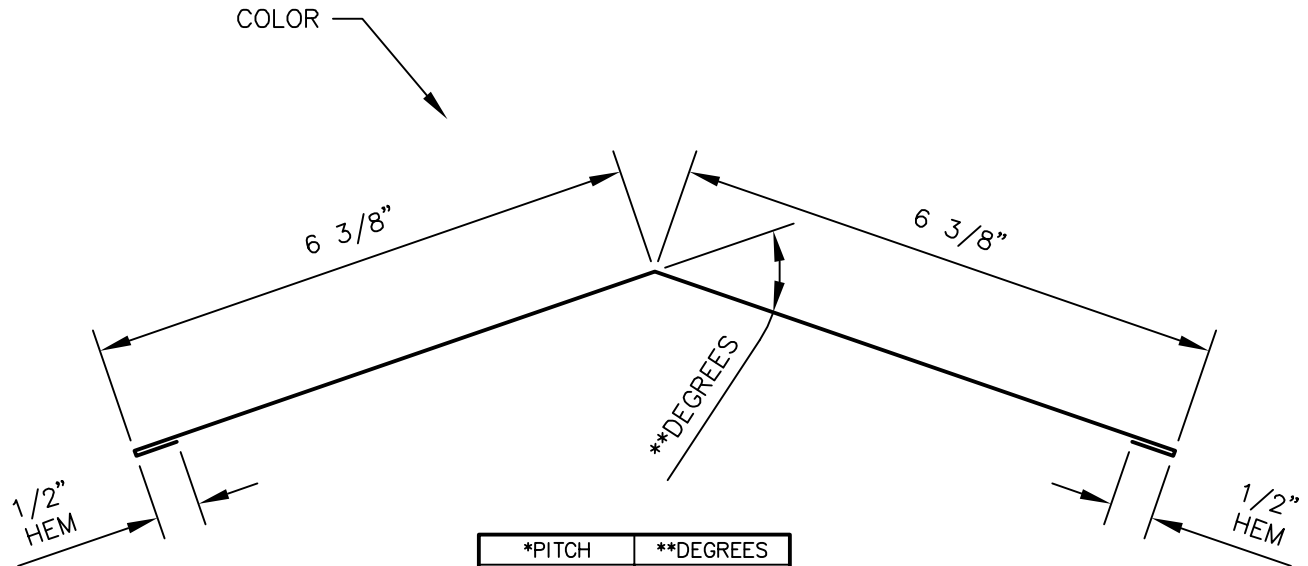 COLOR
6 3/8”
6 3/8”
**DEGREES
1/2”
HEM
1/2”
HEM
*PITCH **DEGREES